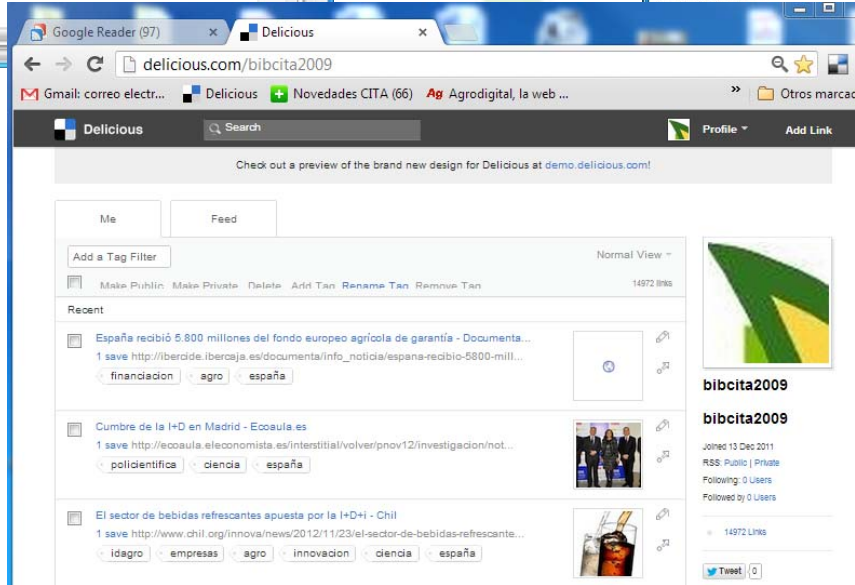 Google Reader (97) × Delicious ×
delicious.com/bibcita2009
Gmail: correo electr... Delicious Novedades CITA (66) Ag Agrodigital, la web ... » Otros marcad
Delicious Search Profile Add Link
Check out a preview of the brand new design for Delicious at demo.delicious.com!
Me Feed
Add a Tag Filter Normal View
Make Public Make Private Delete Add Tag Rename Tag Remove Tag 14972 links
Recent
España recibió 5.800 millones del fondo europeo agrícola de garantía - Documenta...
1 save http://ibercide.ibercaja.es/documenta/info_noticia/espana-recibio-5800-mill...
financiacion agro españa
bibcita2009
bibcita2009
Cumbre de la I+D en Madrid - Ecoaula.es
1 save http://ecoaula.eleconomista.es/interstitial/volver/pnov12/investigacion/not...
policientifica ciencia españa
Joined 13 Dec 2011
RSS: Public | Private
Following: 0 Users
Followed by 0 Users
El sector de bebidas refrescantes apuesta por la I+D+i - Chil
1 save http://www.chil.org/innova/news/2012/11/23/el-sector-de-bebidas-refrescante...
idagro empresas agro innovacion ciencia españa
14972 Links
Tweet 0